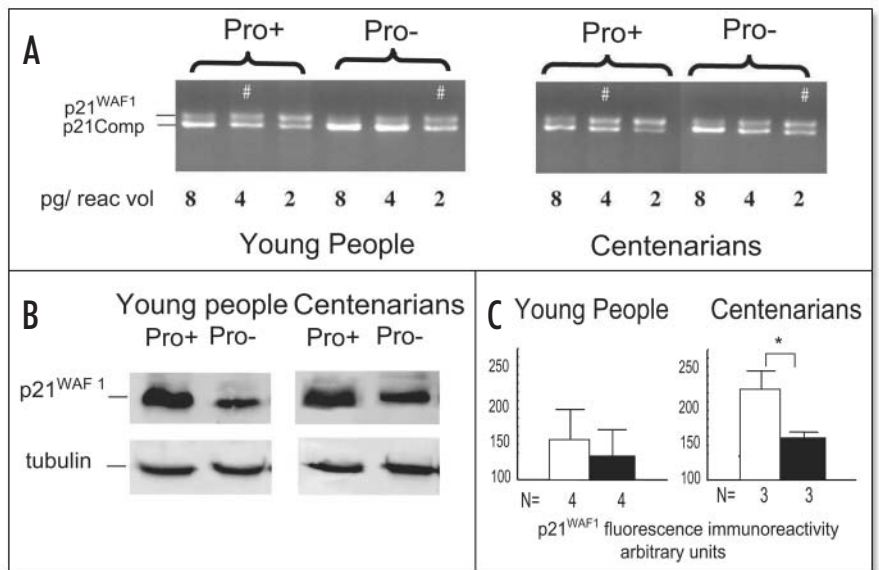 A
Pro+ Pro- Pro+ Pro-
# # # #
p21WAF1
p21Comp
pg/ reac vol 8 4 2 8 4 2 8 4 2 8 4 2
Young People Centenarians
B
Young people Centenarians
Pro+ Pro- Pro+ Pro-
p21WAF 1
tubulin
C
Young People Centenarians
*
250 250
200 200
150 150
100 100
N= 4 4 N= 3 3
p21WAF1 fluorescence immunoreactivity
arbitrary units